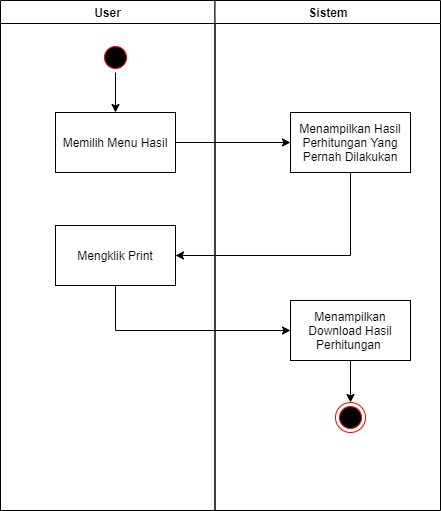 User
Sistem
Memilih Menu Hasil
Menampilkan Hasil
Perhitungan Yang
Pernah Dilakukan
Mengklik Print
Menampilkan
Download Hasil
Perhitungan